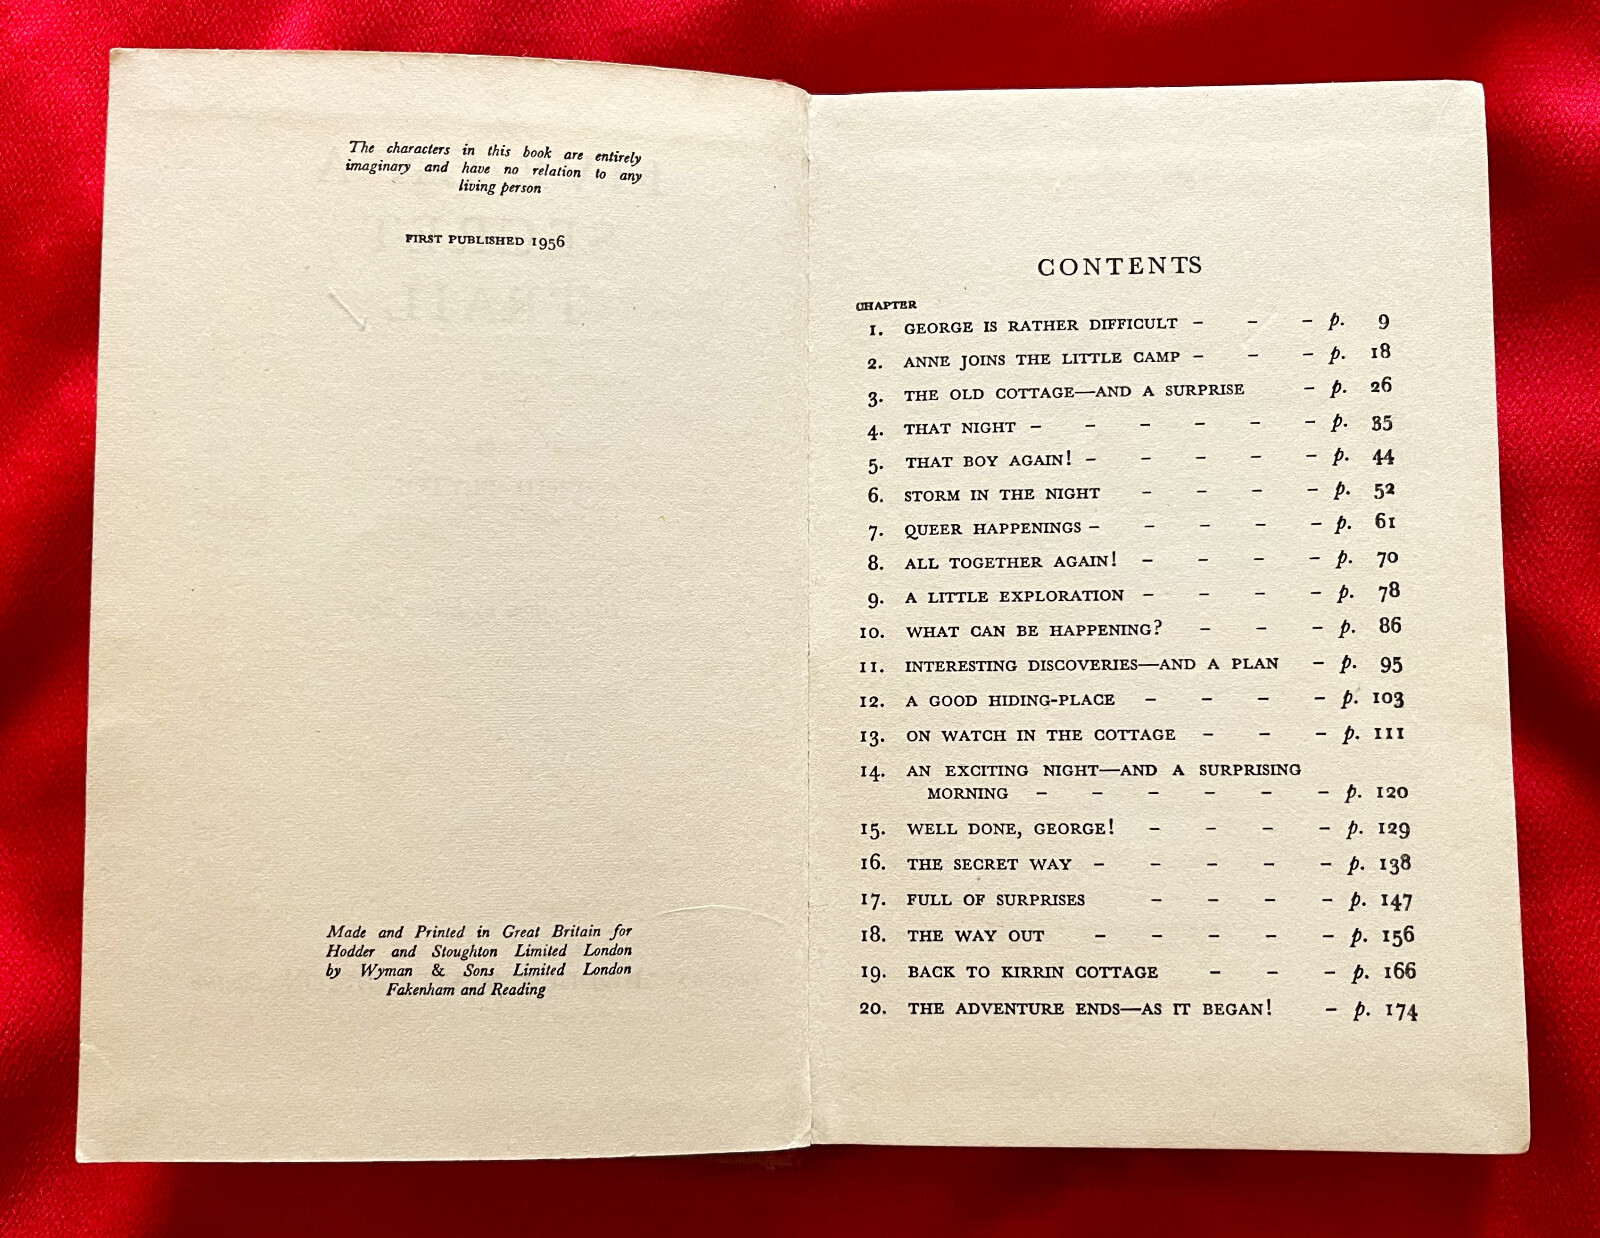 The characters in this book are entirely
imaginary and have no relation to any
living person
FIRST PUBLISHED 1956
Made and Printed in Great Britain for
Hodder and Stoughton Limited London
by Wyman & Sons Limited London
Fakenham and Reading
CONTENTS
CHAPTER
1. GEORGE IS RATHER DIFFICULT – – – p. 9
2. ANNE JOINS THE LITTLE CAMP – – – p. 18
3. THE OLD COTTAGE—AND A SURPRISE – p. 26
4. THAT NIGHT – – – – – – p. 35
5. THAT BOY AGAIN! – – – – – p. 44
6. STORM IN THE NIGHT – – – – p. 52
7. QUEER HAPPENINGS – – – – – p. 61
8. ALL TOGETHER AGAIN! – – – – p. 70
9. A LITTLE EXPLORATION – – – – p. 78
10. WHAT CAN BE HAPPENING? – – – p. 86
11. INTERESTING DISCOVERIES—AND A PLAN – p. 95
12. A GOOD HIDING-PLACE – – – – p. 103
13. ON WATCH IN THE COTTAGE – – – p. 111
14. AN EXCITING NIGHT—AND A SURPRISING
MORNING – – – – – – p. 120
15. WELL DONE, GEORGE! – – – – p. 129
16. THE SECRET WAY – – – – – p. 138
17. FULL OF SURPRISES – – – – p. 147
18. THE WAY OUT – – – – – p. 156
19. BACK TO KIRRIN COTTAGE – – – p. 166
20. THE ADVENTURE ENDS—AS IT BEGAN! – p. 174